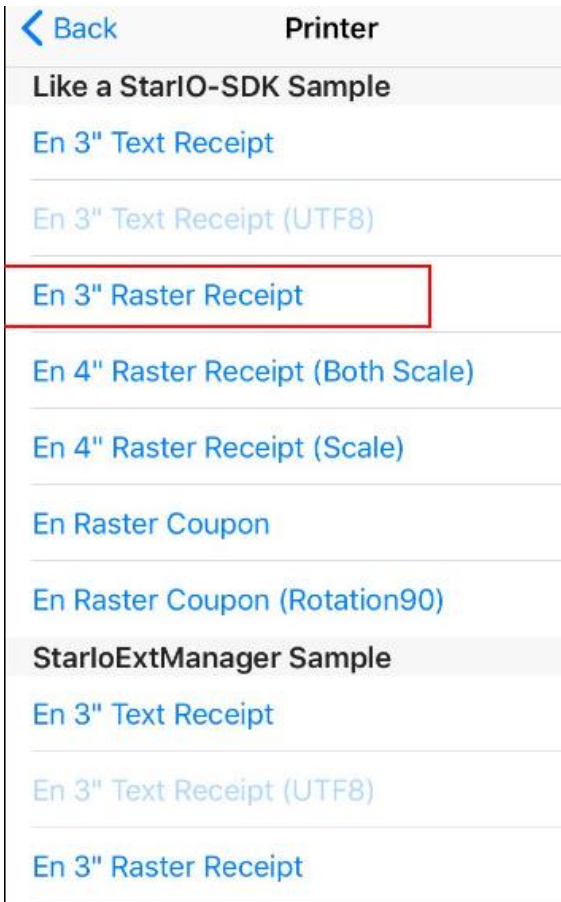 Back
Printer
Like a StarIO-SDK Sample
En 3" Text Receipt
En 3" Text Receipt (UTF8)
En 3" Raster Receipt
En 4" Raster Receipt (Both Scale)
En 4" Raster Receipt (Scale)
En Raster Coupon
En Raster Coupon (Rotation90)
StarIoExtManager Sample
En 3" Text Receipt
En 3" Text Receipt (UTF8)
En 3" Raster Receipt